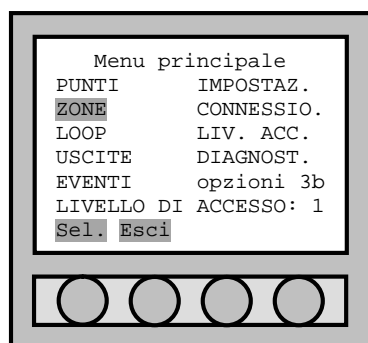 Menu principale
PUNTI IMPOSTAZ.
ZONE CONNESSIO.
LOOP LIV. ACC.
USCITE DIAGNOST.
EVENTI opzioni 3b
LIVELLO DI ACCESSO: 1
Sel. Esci